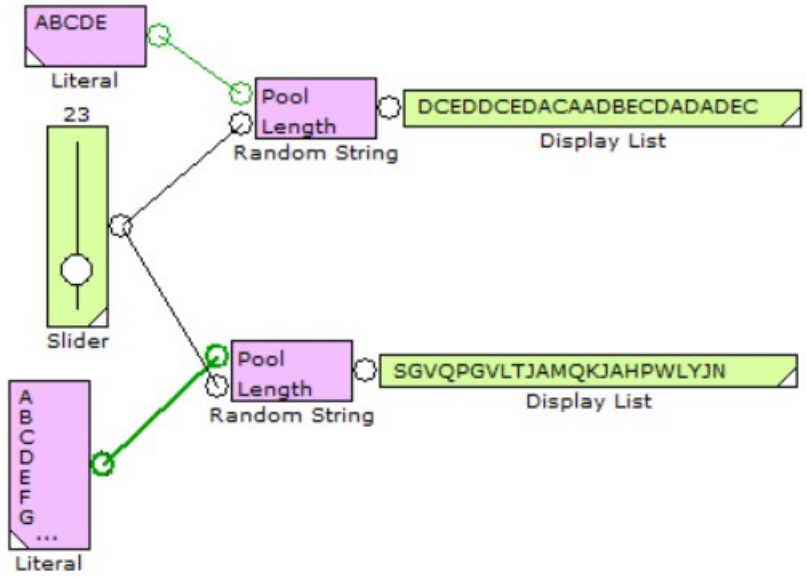 ABCDE
Literal
23
Slider
Pool
Length
Random String
DCEDDCEDACAADBECDADADEC
Display List
Pool
Length
Random String
SGVQPGVLTJAMQKJAHPWLYJN
Display List
A
B
C
D
E
F
G
...
Literal